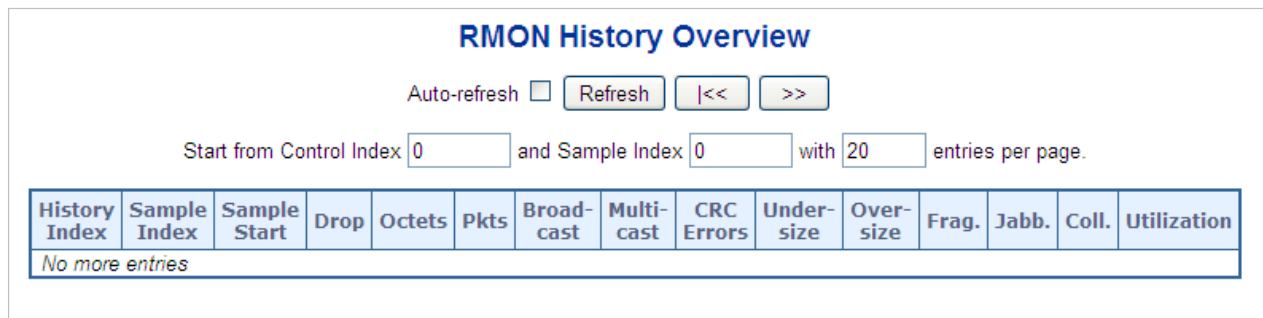 RMON History Overview
Auto-refresh Refresh |<< >>
Start from Control Index 0 and Sample Index 0 with 20 entries per page.
History Index Sample Index Sample Start Drop Octets Pkts Broad-cast Multi-cast CRC Errors Under-size Over-size Frag. Jabb. Coll. Utilization
No more entries